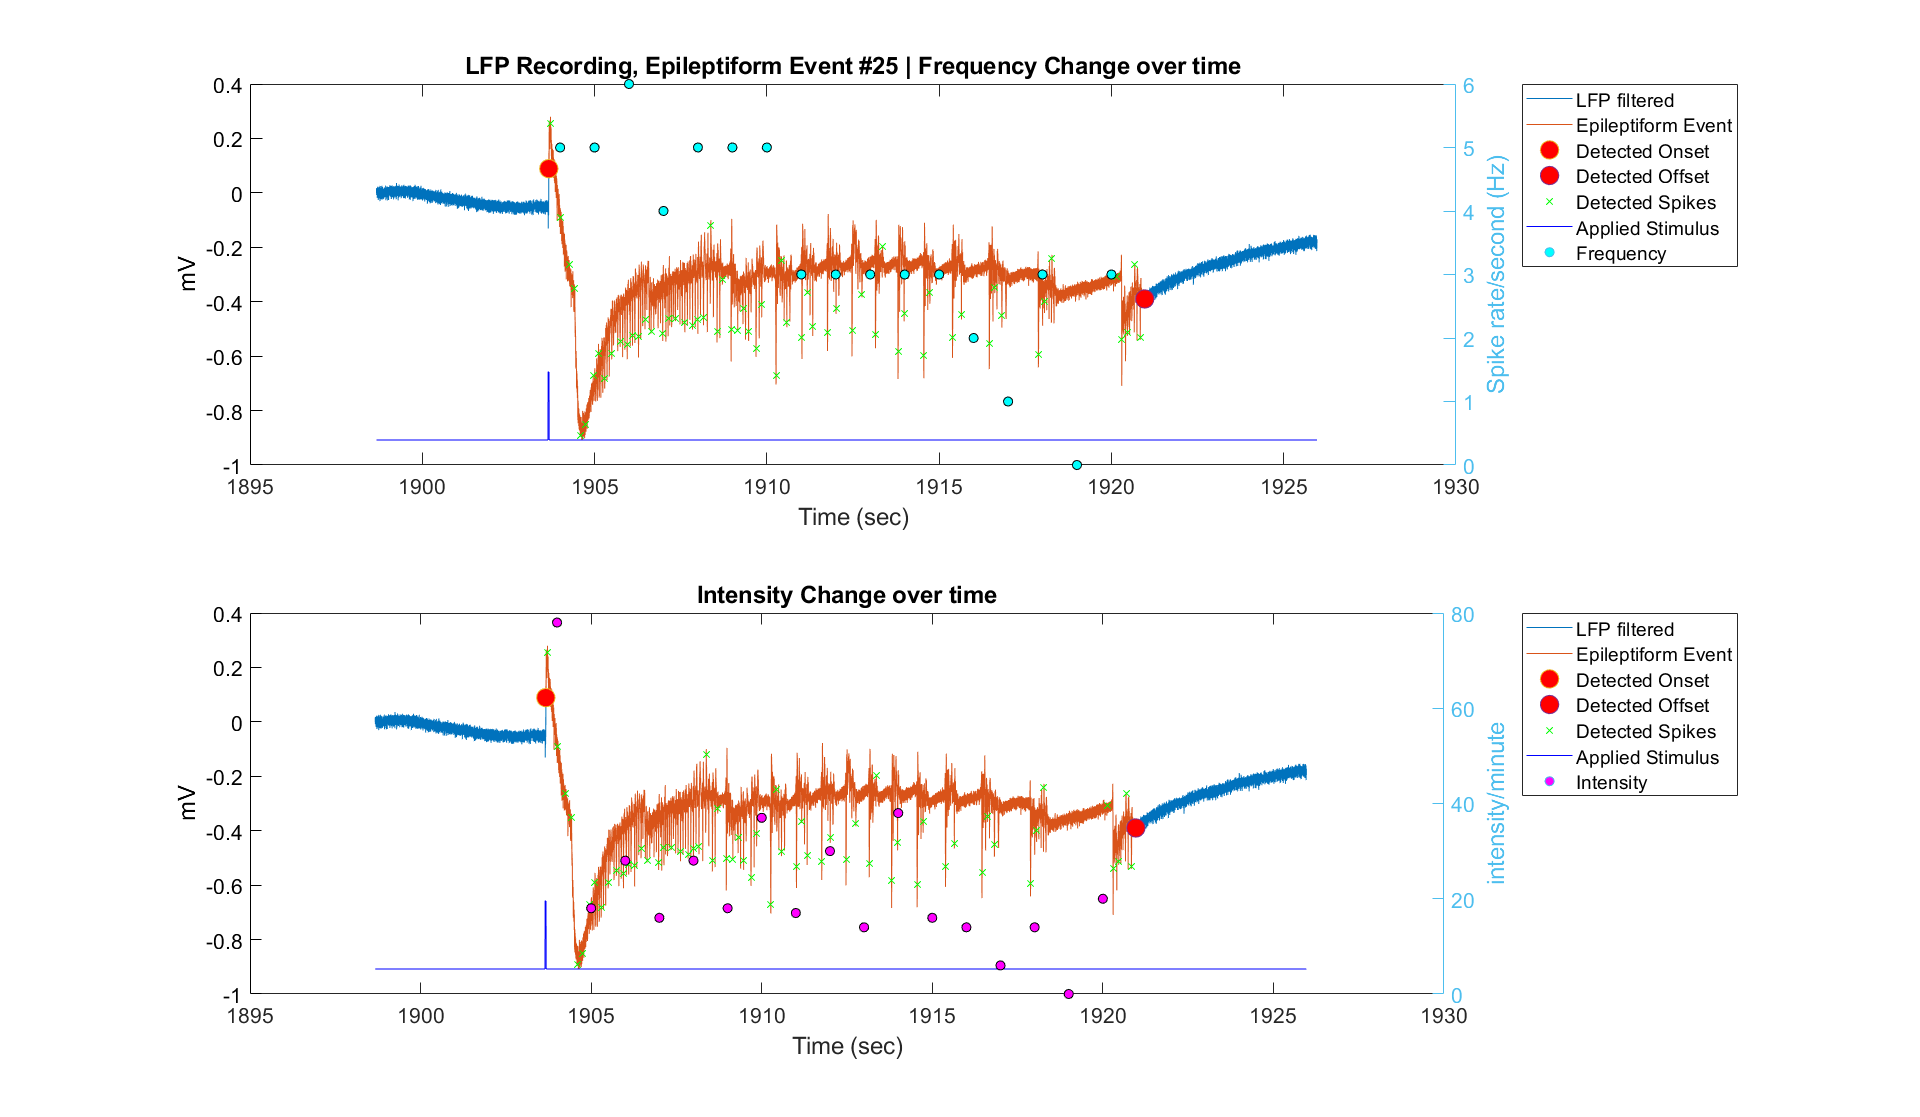 LFP Recording, Epileptiform Event #25 | Frequency Change over time
0.4
0.2
0
-0.2
-0.4
-0.6
-0.8
-1
mV
1895
1900
1905
1910
1915
1920
1925
1930
Time (sec)
6
5
4
3
2
1
0
Spike rate/second (Hz)
LFP filtered
Epileptiform Event
Detected Onset
Detected Offset
Detected Spikes
Applied Stimulus
Frequency
Intensity Change over time
0.4
0.2
0
-0.2
-0.4
-0.6
-0.8
-1
mV
1895
1900
1905
1910
1915
1920
1925
1930
Time (sec)
80
60
40
20
0
intensity/minute
LFP filtered
Epileptiform Event
Detected Onset
Detected Offset
Detected Spikes
Applied Stimulus
Intensity